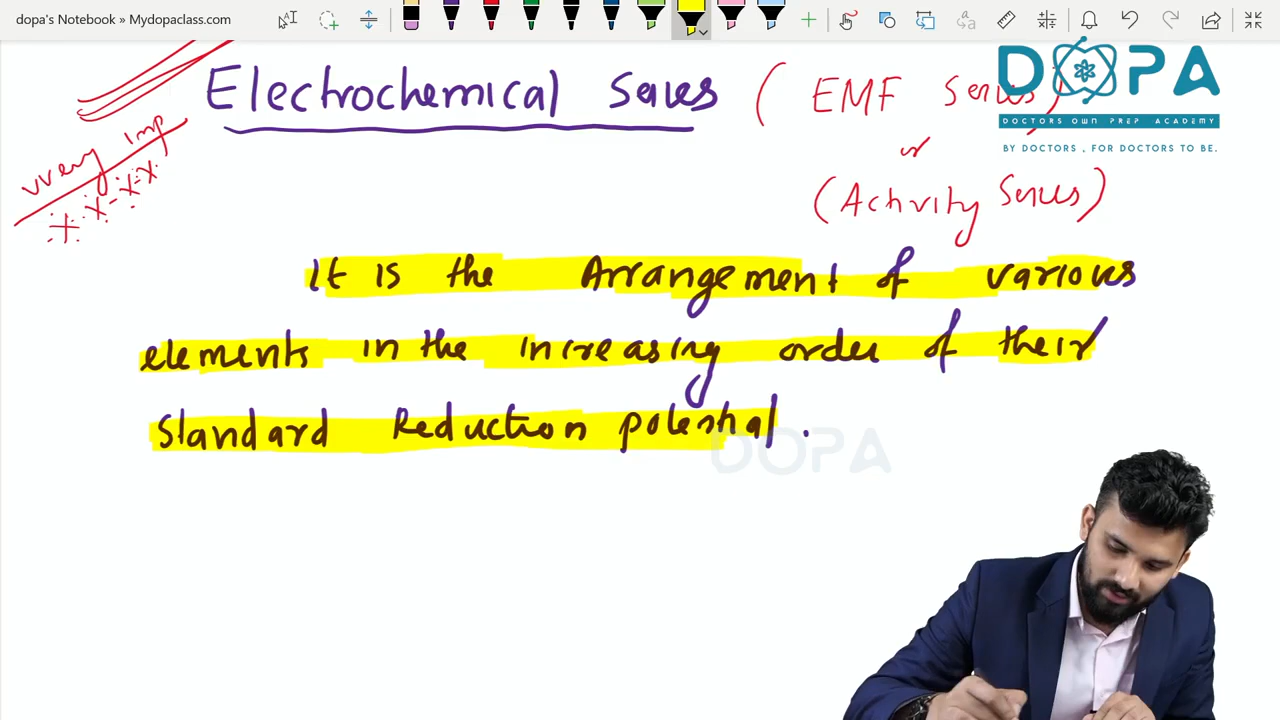 dopa's Notebook » Mydopaclass.com
Electrochemical Series ( EMF Series)
or
(Activity Series)
vvery imp
It is the Arrangement of various
elements in the increasing order of their
Standard Reduction potential.
DOPA
DOCTORS OWN PREP ACADEMY
BY DOCTORS , FOR DOCTORS TO BE.
DOPA